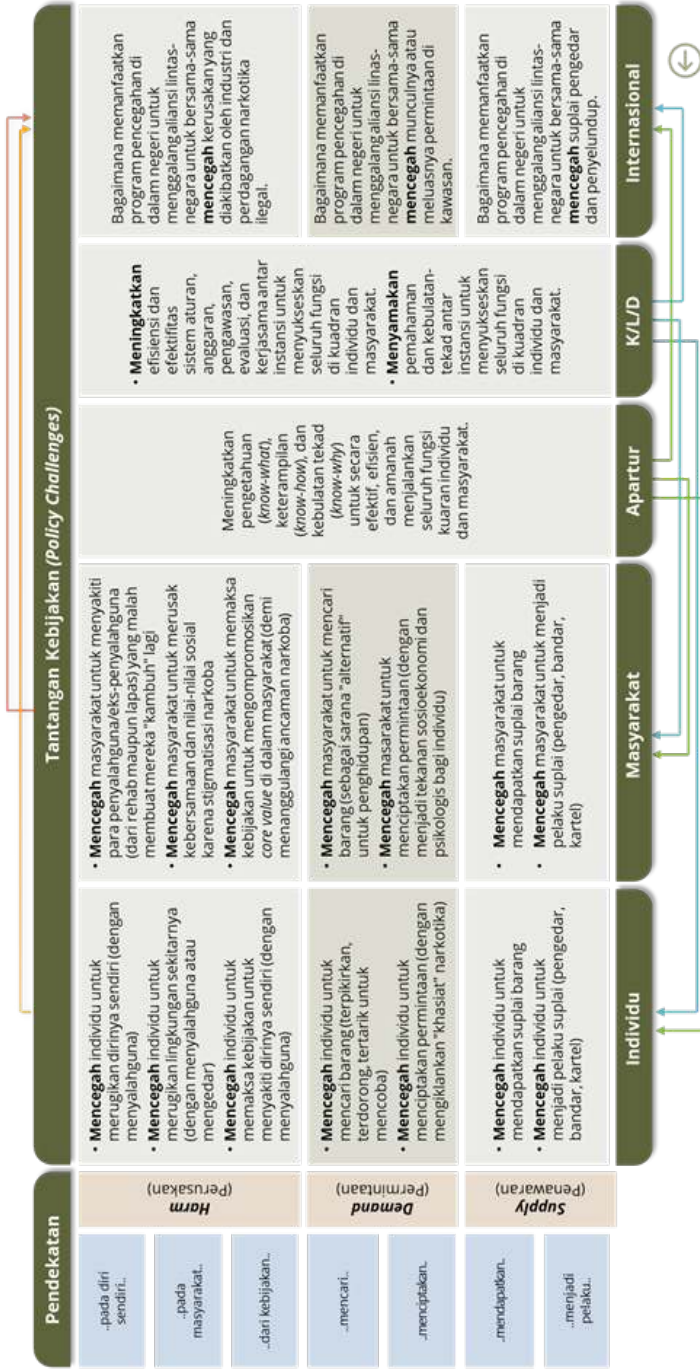 Pendekatan
Tantangan Kebijakan (Policy Challenges)
..pada diri
sendiri..
..pada
masyarakat..
..dari kebijakan..
Harm
(Perusakan)
• Mencegah individu untuk
merugikan dirinya sendiri (dengan
menyalahguna)
• Mencegah individu untuk
merugikan lingkungan sekitarnya
(dengan menyalahguna atau
mengedar)
• Mencegah individu untuk
memaksa kebijakan untuk
menyakiti dirinya sendiri (dengan
menyalahguna)
• Mencegah masyarakat untuk menyakiti
para penyalahguna/eks-penyalahguna
(dari rehab maupun lapas) yang malah
membuat mereka "kambuh" lagi
• Mencegah masyarakat untuk merusak
kebersamaan dan nilai-nilai sosial
karena stigmatisasi narkoba
• Mencegah masyarakat untuk memaksa
kebijakan untuk mengompromosikan
core value di dalam masyarakat (demi
menanggulangi ancaman narkoba)
Meningkatkan
pengetahuan
(know-what),
keterampilan
(know-how), dan
kebulatan tekad
(know-why)
untuk secara
efektif, efisien,
dan amanah
menjalankan
seluruh fungsi
kuaran individu
dan masyarakat.
• Meningkatkan
efisiensi dan
efektifitas
sistem aturan,
anggaran,
pengawasan,
evaluasi, dan
kerjasama antar
instansi untuk
menyukseskan
seluruh fungsi
di kuadran
individu dan
masyarakat.
• Menyamakan
pemahaman
dan kebulatan-
tekad antar
instansi untuk
menyukseskan
seluruh fungsi
di kuadran
individu dan
masyarakat.
Bagaimana memanfaatkan
program pencegahan di
dalam negeri untuk
menggalang aliansi lintas-
negara untuk bersama-sama
mencegah kerusakan yang
diakibatkan oleh industri dan
perdagangan narkotika
ilegal.
..mencari..
..menciptakan..
Demand
(Permintaan)
• Mencegah individu untuk
mencari barang (terpikirkan,
terdorong, tertarik untuk
mencoba)
• Mencegah individu untuk
menciptakan permintaan (dengan
mengiklankan "khasiat" narkotika)
• Mencegah masyarakat untuk mencari
barang (sebagai sarana "alternatif"
untuk penghidupan)
• Mencegah masarakat untuk
menciptakan permintaan (dengan
menjadi tekanan sosioekonomi dan
psikologis bagi individu)
Bagaimana memanfaatkan
program pencegahan di
dalam negeri untuk
menggalang aliansi linas-
negara untuk bersama-sama
mencegah munculnya atau
meluasnya permintaan di
kawasan.
..mendapatkan..
..menjadi
pelaku..
Supply
(Penawaran)
• Mencegah individu untuk
mendapatkan suplai barang
• Mencegah individu untuk
menjadi pelaku suplai (pengedar,
bandar, kartel)
• Mencegah masyarakat untuk
mendapatkan suplai barang
• Mencegah masyarakat untuk menjadi
pelaku suplai (pengedar, bandar,
kartel)
Bagaimana memanfaatkan
program pencegahan di
dalam negeri untuk
menggalang aliansi lintas-
negara untuk bersama-sama
mencegah suplai pengedar
dan penyelundup.
Individu
Masyarakat
Apartur
K/L/D
Internasional